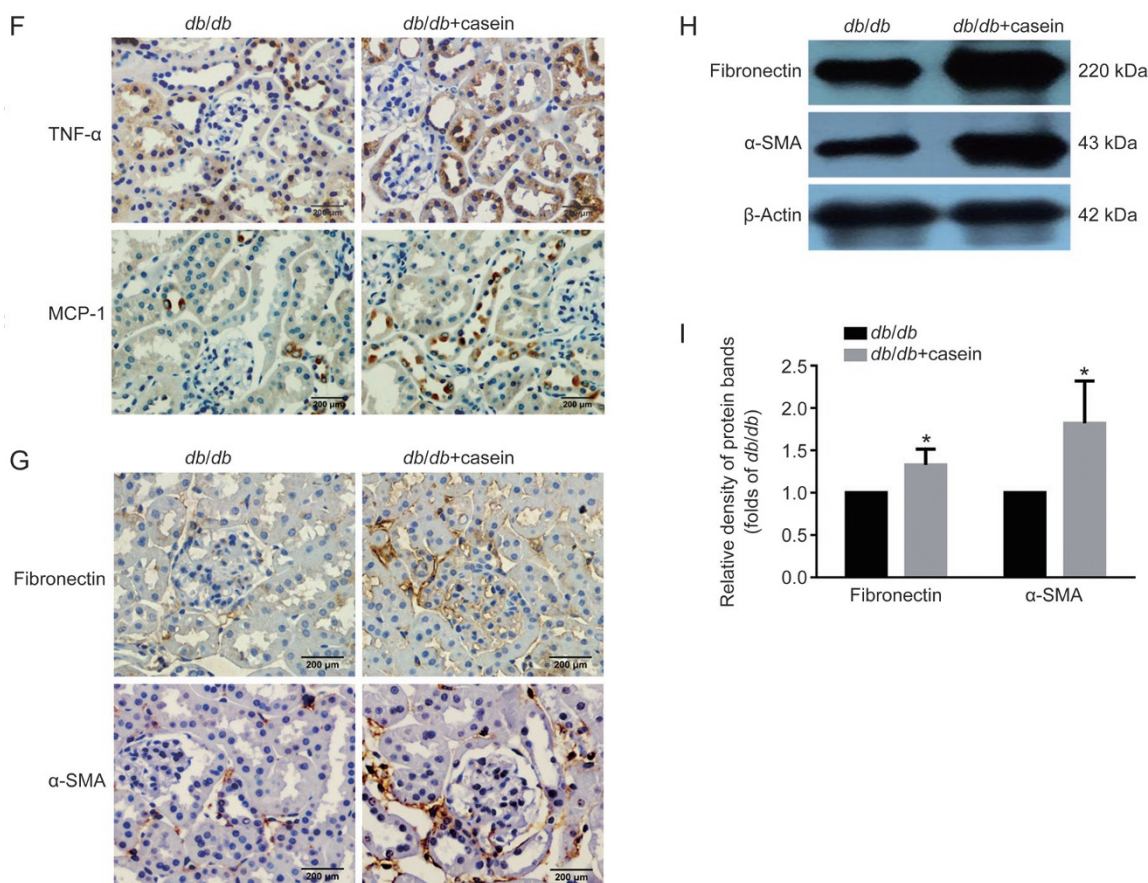 F
db/db db/db+casein
TNF-α
200 μm 200 μm
MCP-1
200 μm 200 μm
G
db/db db/db+casein
Fibronectin
200 μm 200 μm
α-SMA
200 μm 200 μm
H
db/db db/db+casein
Fibronectin 220 kDa
α-SMA 43 kDa
β-Actin 42 kDa
I
db/db
db/db+casein
Relative density of protein bands
(folds of db/db)
2.5
2.0
1.5
1.0
0.5
0.0
* *
Fibronectin α-SMA